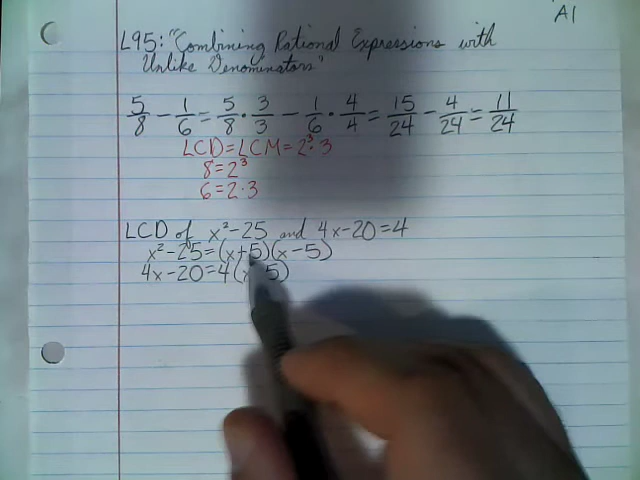 A1
L95: "Combining Rational Expressions with
Unlike Denominators"
5/8 − 1/6 = 5/8 · 3/3 − 1/6 · 4/4 = 15/24 − 4/24 = 11/24
LCD = LCM = 2³ · 3
8 = 2³
6 = 2 · 3
LCD of x² − 25 and 4x − 20 = 4
x² − 25 = (x + 5)(x − 5)
4x − 20 = 4(x − 5)